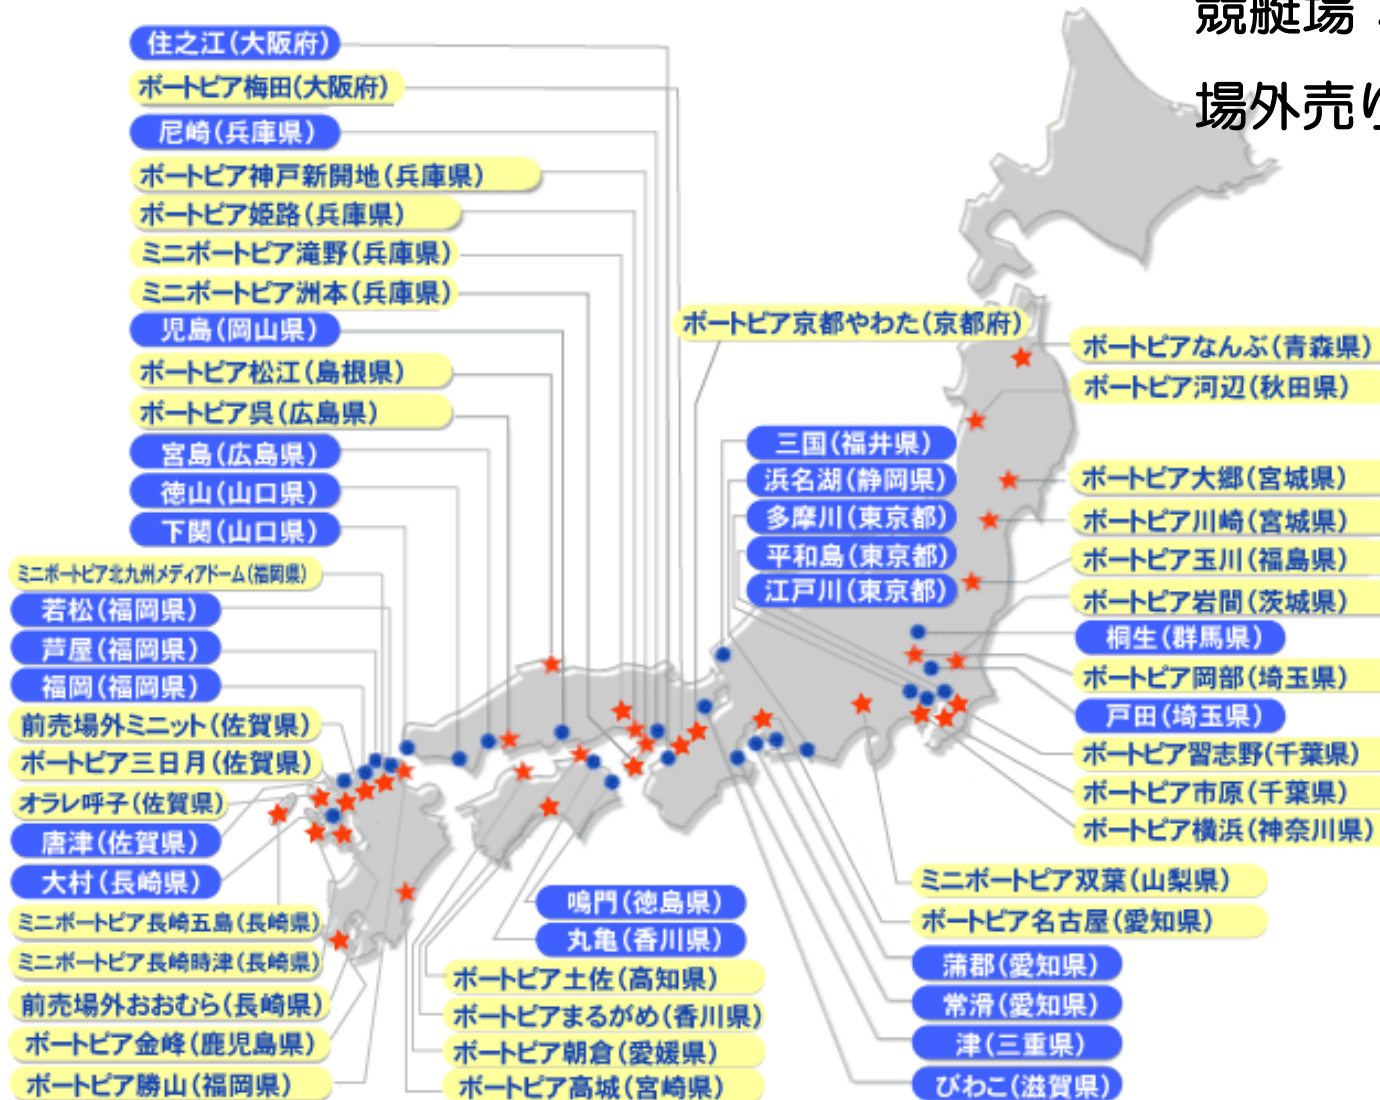 競艇場
場外売り
住之江(大阪府)
ボートピア梅田(大阪府)
尼崎(兵庫県)
ボートピア神戸新開地(兵庫県)
ボートピア姫路(兵庫県)
ミニボートピア滝野(兵庫県)
ミニボートピア洲本(兵庫県)
児島(岡山県)
ボートピア松江(島根県)
ボートピア呉(広島県)
宮島(広島県)
徳山(山口県)
下関(山口県)
ミニボートピア北九州メディアドーム(福岡県)
若松(福岡県)
芦屋(福岡県)
福岡(福岡県)
前売場外ミニット(佐賀県)
ボートピア三日月(佐賀県)
オラレ呼子(佐賀県)
唐津(佐賀県)
大村(長崎県)
ミニボートピア長崎五島(長崎県)
ミニボートピア長崎時津(長崎県)
前売場外おおむら(長崎県)
ボートピア金峰(鹿児島県)
ボートピア勝山(福岡県)
ボートピア京都やわた(京都府)
三国(福井県)
浜名湖(静岡県)
多摩川(東京都)
平和島(東京都)
江戸川(東京都)
鳴門(徳島県)
丸亀(香川県)
ボートピア土佐(高知県)
ボートピアまるがめ(香川県)
ボートピア朝倉(愛媛県)
ボートピア高城(宮崎県)
ボートピアなんぶ(青森県)
ボートピア河辺(秋田県)
ボートピア大郷(宮城県)
ボートピア川崎(宮城県)
ボートピア玉川(福島県)
ボートピア岩間(茨城県)
桐生(群馬県)
ボートピア岡部(埼玉県)
戸田(埼玉県)
ボートピア習志野(千葉県)
ボートピア市原(千葉県)
ボートピア横浜(神奈川県)
ミニボートピア双葉(山梨県)
ボートピア名古屋(愛知県)
蒲郡(愛知県)
常滑(愛知県)
津(三重県)
びわこ(滋賀県)